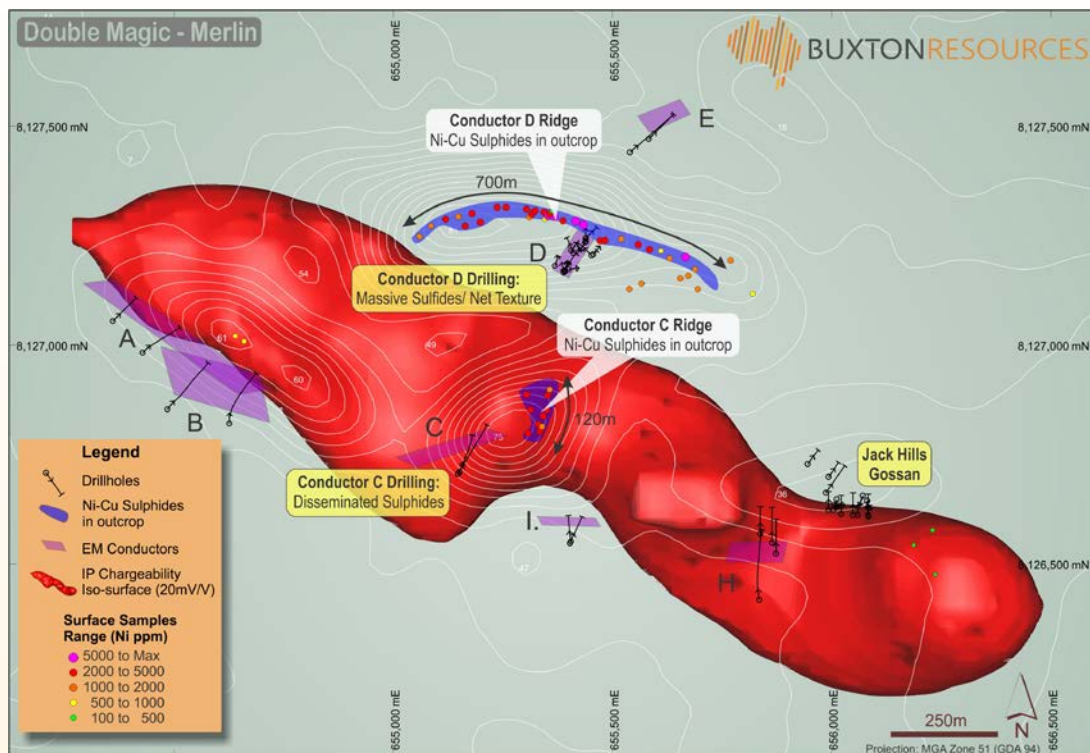 Double Magic - Merlin
BUXTONRESOURCES
655,000 mE
655,500 mE
8,127,500 mN
8,127,500 mN
E
Conductor D Ridge
Ni-Cu Sulphides in outcrop
700m
7
18
D
54
Conductor D Drilling:
Massive Sulfides/ Net Texture
Conductor C Ridge
Ni-Cu Sulphides in outcrop
8,127,000 mN
8,127,000 mN
A
61
49
60
B
120m
C
75
Conductor C Drilling:
Disseminated Sulphides
Jack Hills
Gossan
36
I.
47
H
8,126,500 mN
Legend
Drillholes
Ni-Cu Sulphides
in outcrop
EM Conductors
IP Chargeability
Iso-surface (20mV/V)
Surface Samples
Range (Ni ppm)
5000 to Max
2000 to 5000
1000 to 2000
500 to 1000
100 to 500
655,000 mE
655,500 mE
656,000 mE
656,500 mE
250m
N
Projection: MGA Zone 51 (GDA 94)